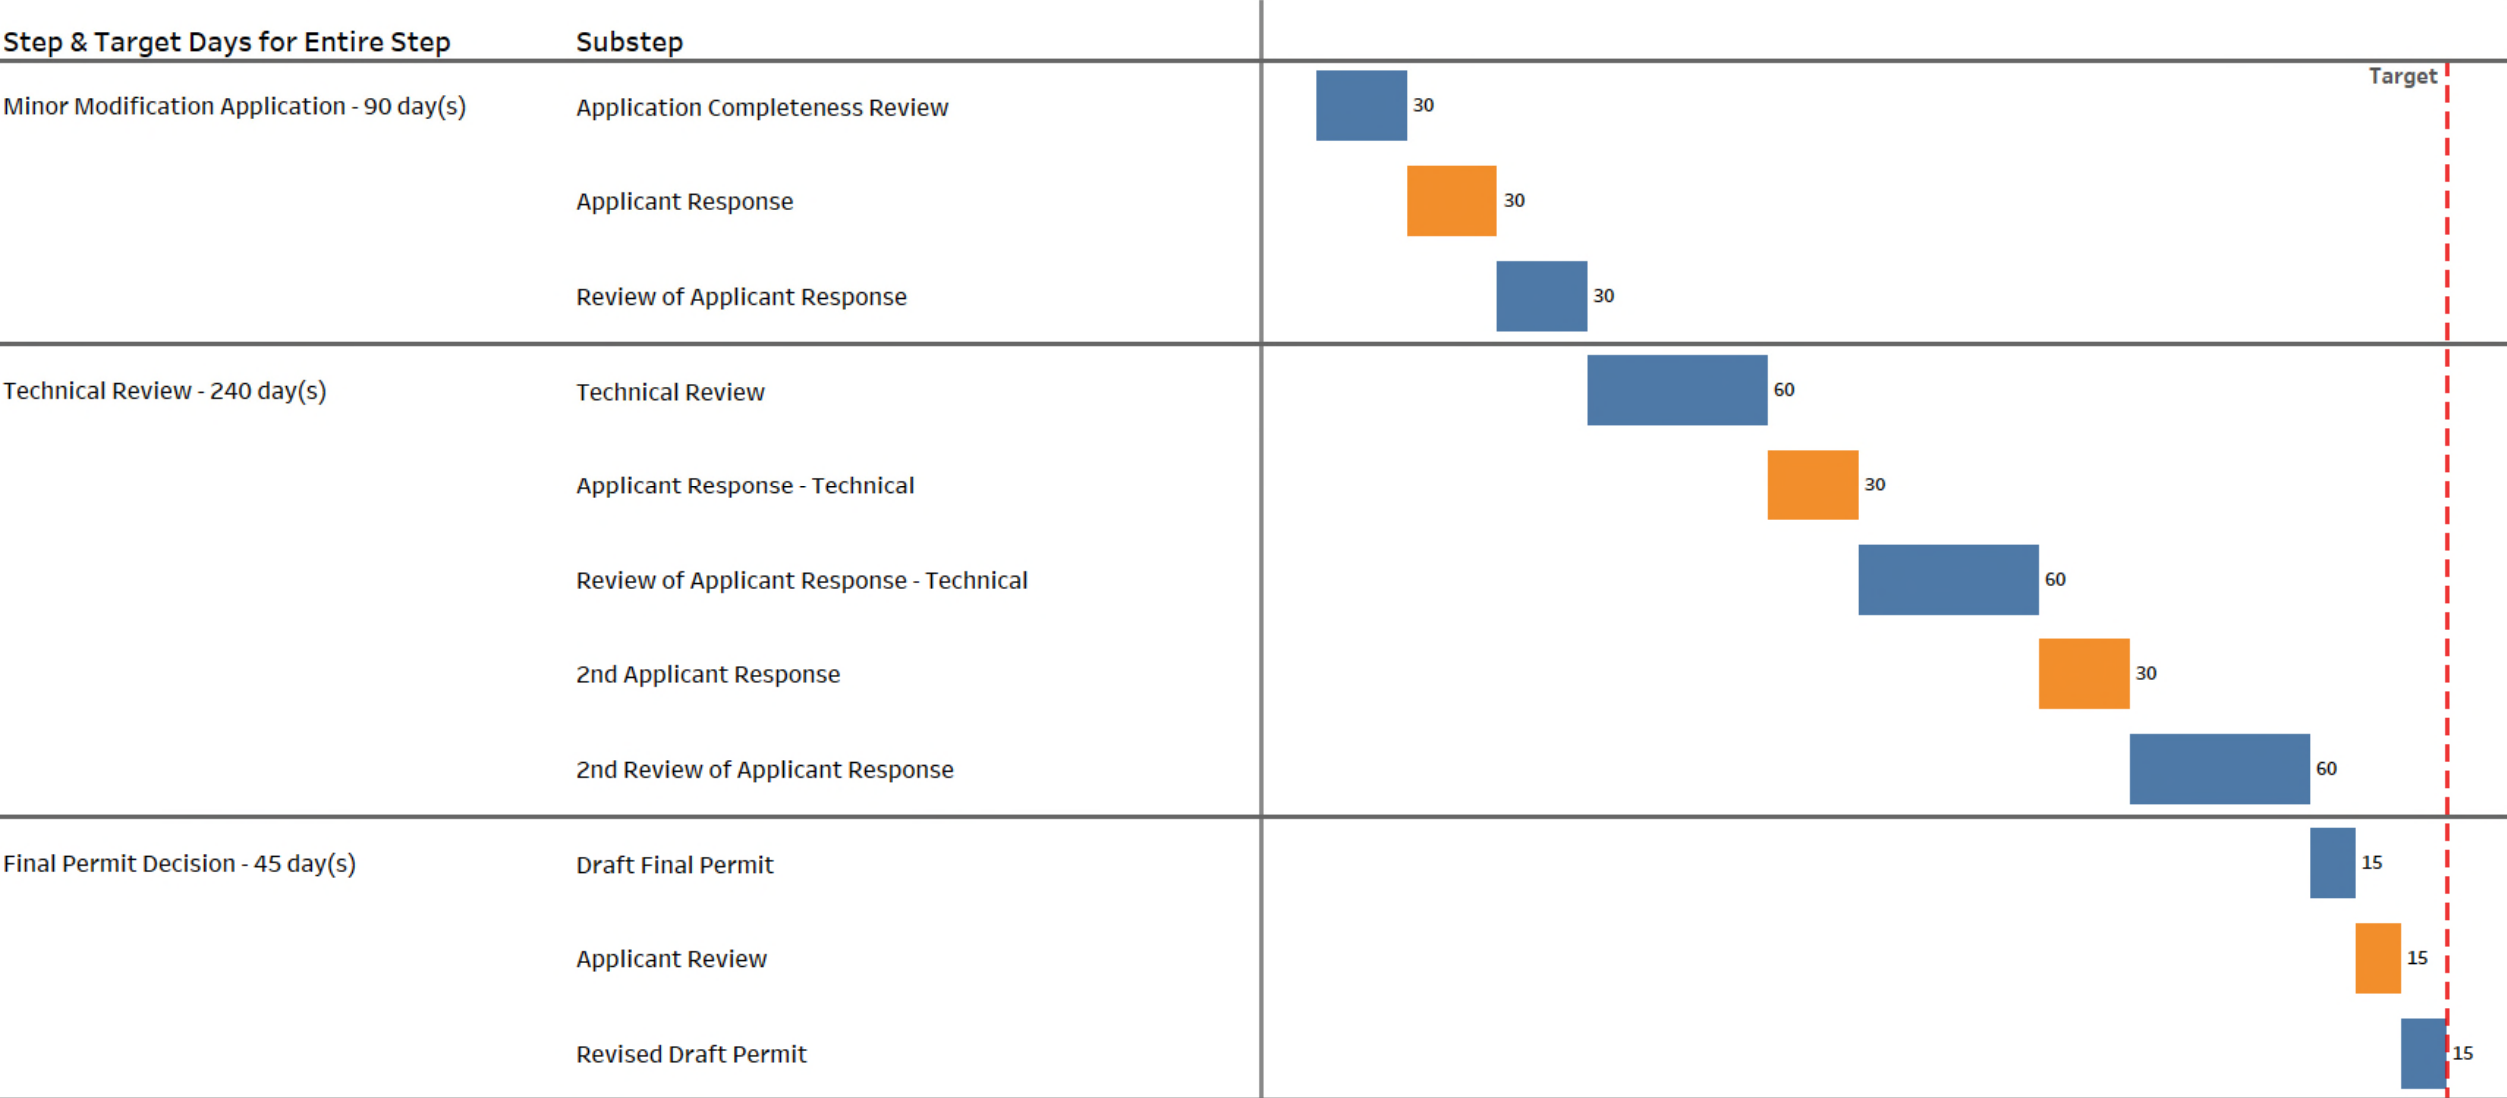 Step & Target Days for Entire Step Substep
Target
Minor Modification Application - 90 day(s) Application Completeness Review 30
Applicant Response 30
Review of Applicant Response 30
Technical Review - 240 day(s) Technical Review 60
Applicant Response - Technical 30
Review of Applicant Response - Technical 60
2nd Applicant Response 30
2nd Review of Applicant Response 60
Final Permit Decision - 45 day(s) Draft Final Permit 15
Applicant Review 15
Revised Draft Permit 15